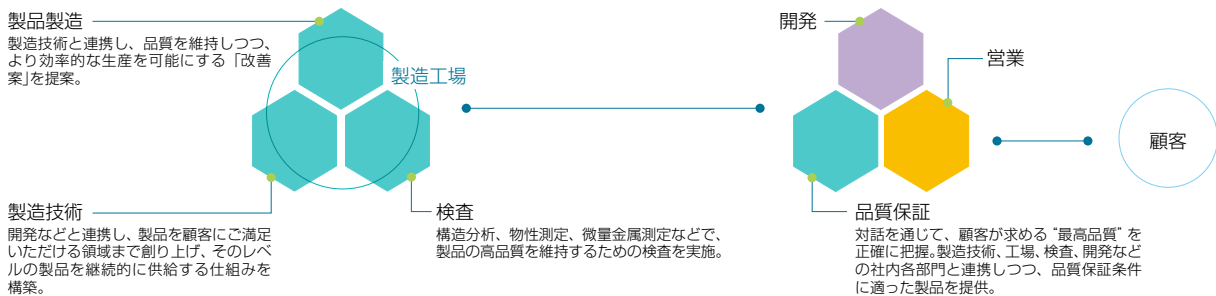 製品製造
製造技術と連携し、品質を維持しつつ、
より効率的な生産を可能にする「改善
案」を提案。
製造工場
製造技術
開発などと連携し、製品を顧客にご満足
いただける領域まで創り上げ、そのレベ
ルの製品を継続的に供給する仕組みを
構築。
検査
構造分析、物性測定、微量金属測定などで、
製品の高品質を維持するための検査を実施。
開発
営業
顧客
品質保証
対話を通じて、顧客が求める“最高品質”を
正確に把握。製造技術、工場、検査、開発など
の社内各部門と連携しつつ、品質保証条件
に適った製品を提供。